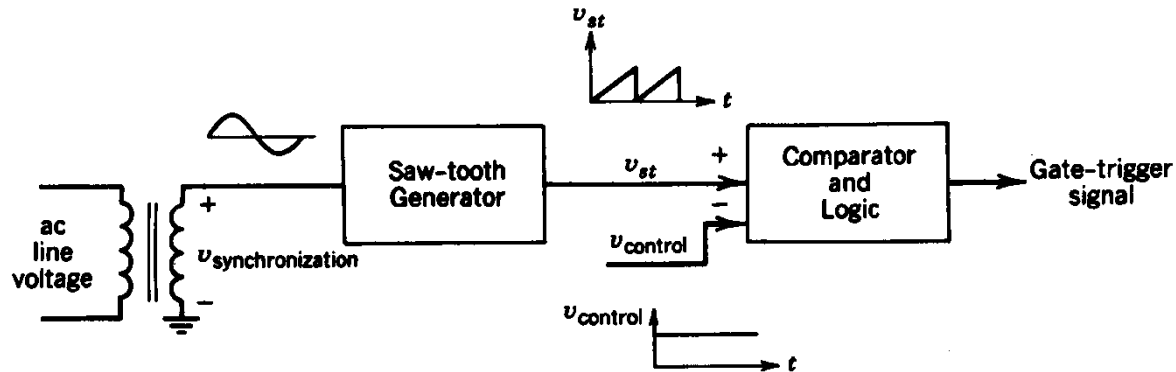 v_st
t
Saw-tooth
Generator
v_st
+
-
Comparator
and
Logic
Gate-trigger
signal
ac
line
voltage
+
v_synchronization
-
v_control
v_control
t